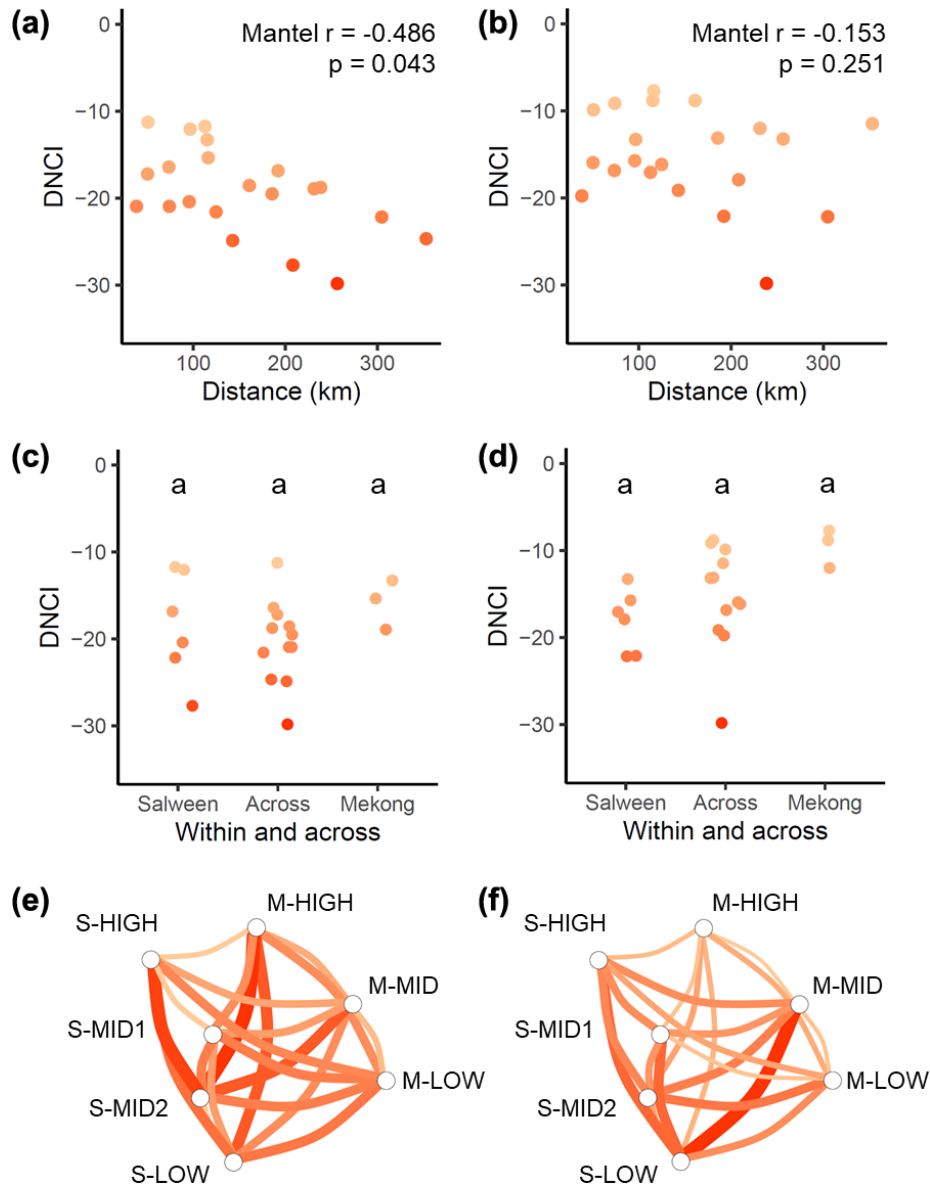 (a)
Mantel r = -0.486
p = 0.043
0
−10
−20
−30
DNCI
100 200 300
Distance (km)
(b)
Mantel r = -0.153
p = 0.251
0
−10
−20
−30
DNCI
100 200 300
Distance (km)
(c)
a a a
0
−10
−20
−30
DNCI
Salween Across Mekong
Within and across
(d)
a a a
0
−10
−20
−30
DNCI
Salween Across Mekong
Within and across
(e)
M-HIGH
S-HIGH
M-MID
S-MID1
M-LOW
S-MID2
S-LOW
(f)
M-HIGH
S-HIGH
M-MID
S-MID1
M-LOW
S-MID2
S-LOW